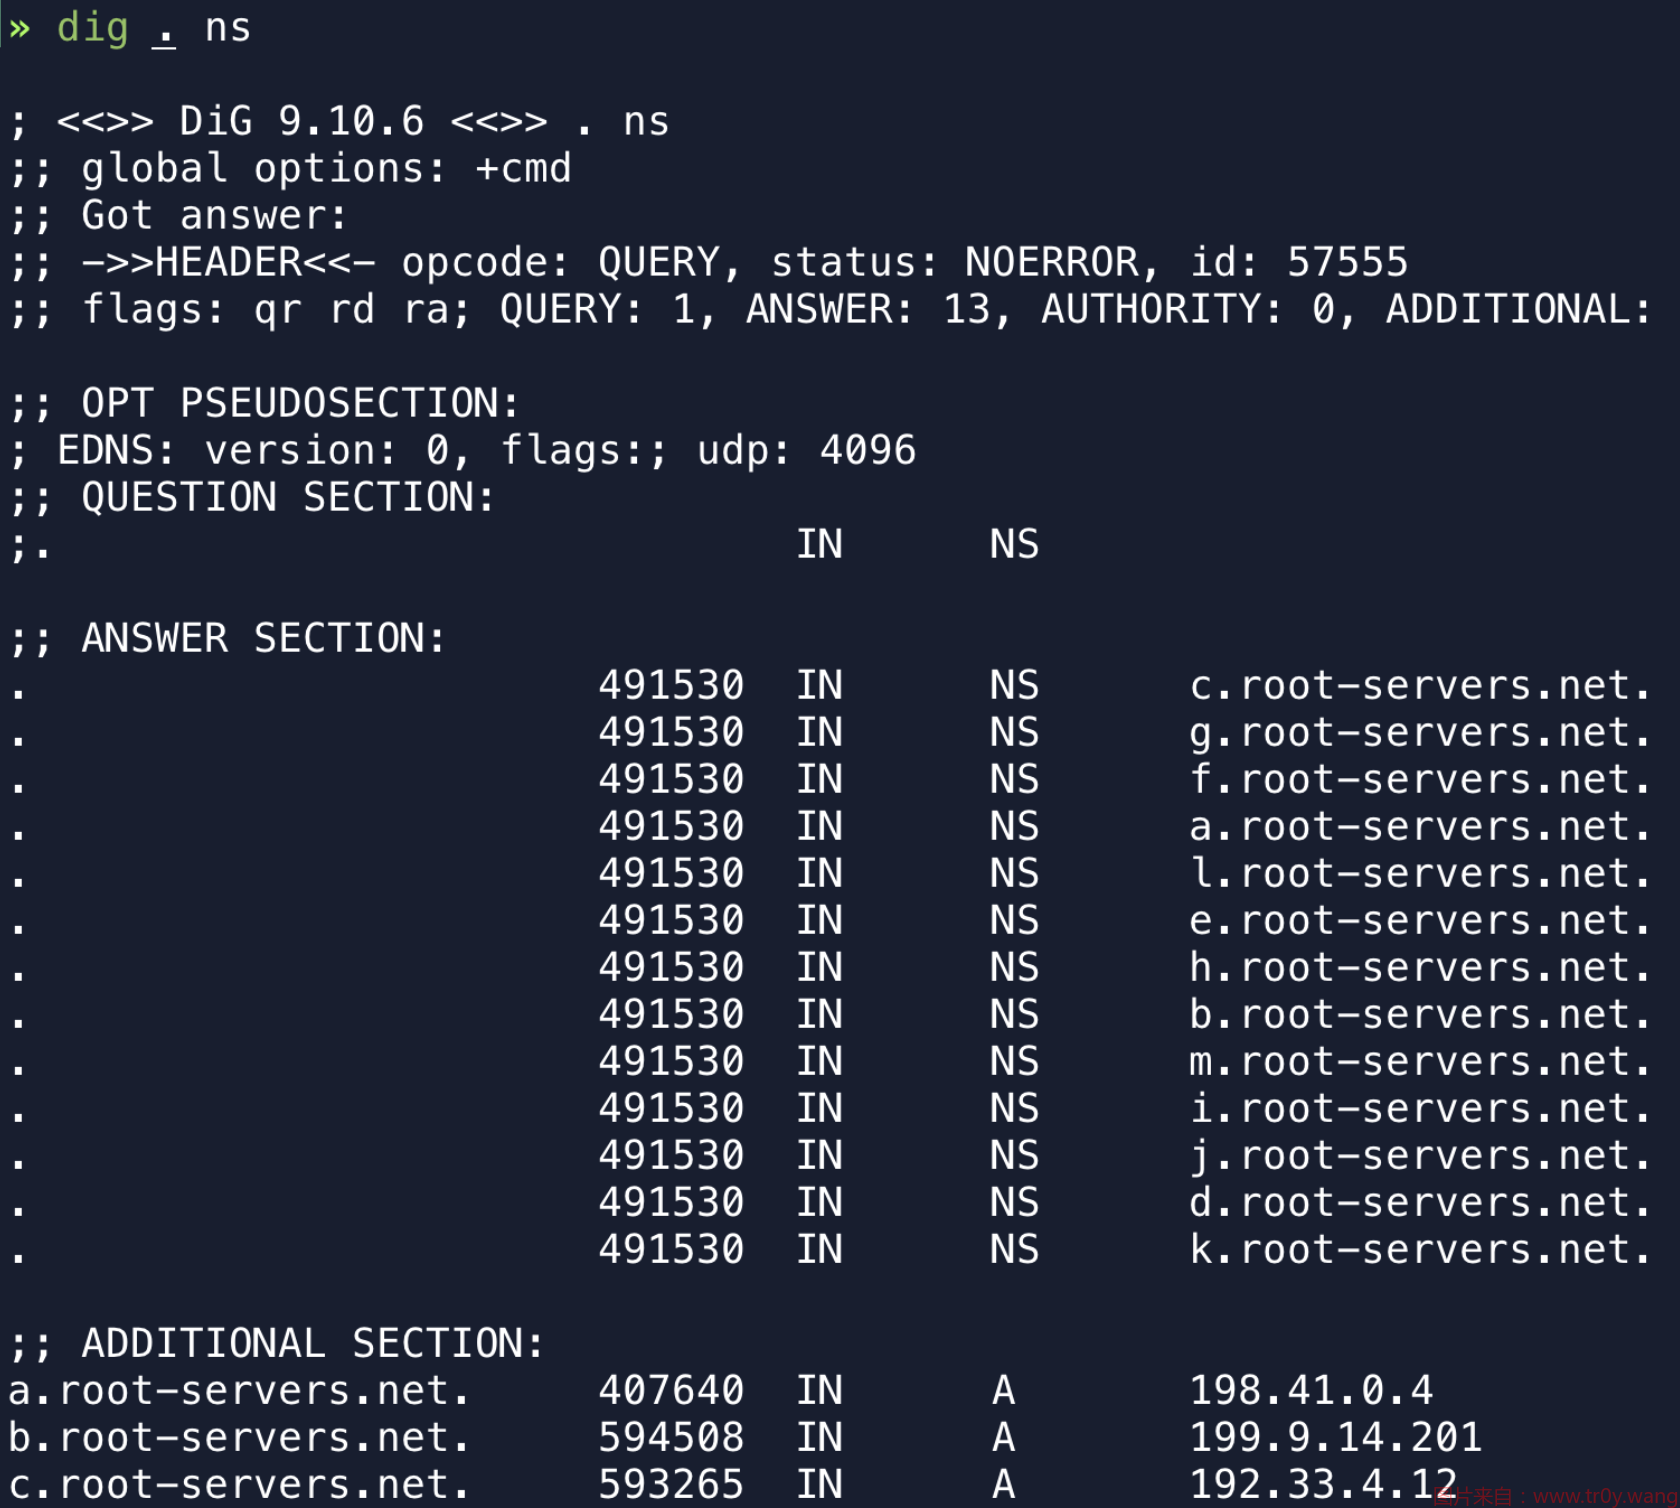 » dig . ns

; <<>> DiG 9.10.6 <<>> . ns
;; global options: +cmd
;; Got answer:
;; ->>HEADER<<- opcode: QUERY, status: NOERROR, id: 57555
;; flags: qr rd ra; QUERY: 1, ANSWER: 13, AUTHORITY: 0, ADDITIONAL:

;; OPT PSEUDOSECTION:
; EDNS: version: 0, flags:; udp: 4096
;; QUESTION SECTION:
;. IN NS

;; ANSWER SECTION:
. 491530 IN NS c.root-servers.net.
. 491530 IN NS g.root-servers.net.
. 491530 IN NS f.root-servers.net.
. 491530 IN NS a.root-servers.net.
. 491530 IN NS l.root-servers.net.
. 491530 IN NS e.root-servers.net.
. 491530 IN NS h.root-servers.net.
. 491530 IN NS b.root-servers.net.
. 491530 IN NS m.root-servers.net.
. 491530 IN NS i.root-servers.net.
. 491530 IN NS j.root-servers.net.
. 491530 IN NS d.root-servers.net.
. 491530 IN NS k.root-servers.net.

;; ADDITIONAL SECTION:
a.root-servers.net. 407640 IN A 198.41.0.4
b.root-servers.net. 594508 IN A 199.9.14.201
c.root-servers.net. 593265 IN A 192.33.4.12
图片来自：www.tr0y.wang